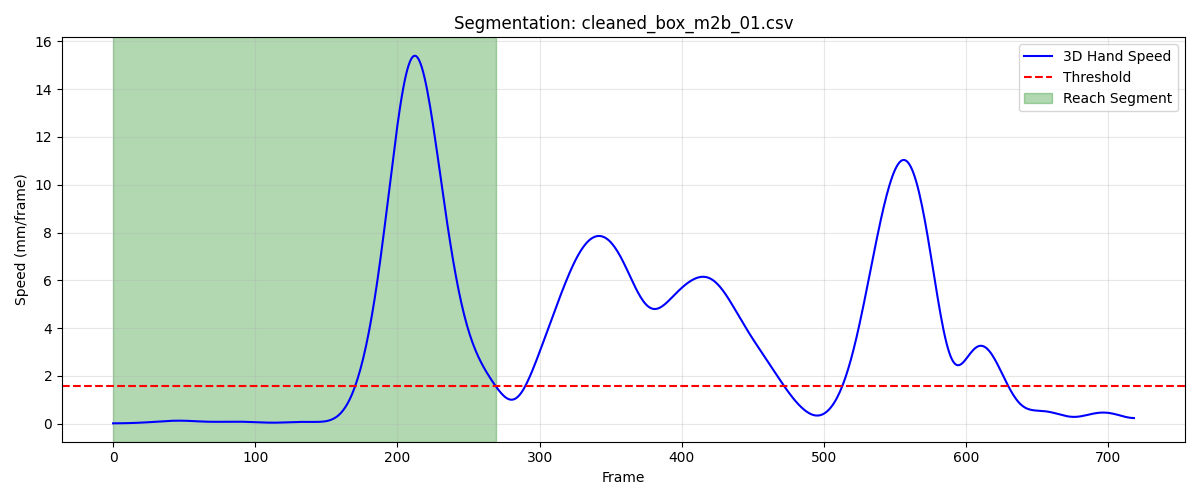 Segmentation: cleaned_box_m2b_01.csv
3D Hand Speed
Threshold
Reach Segment
Speed (mm/frame)
16
14
12
10
8
6
4
2
0
0 100 200 300 400 500 600 700
Frame